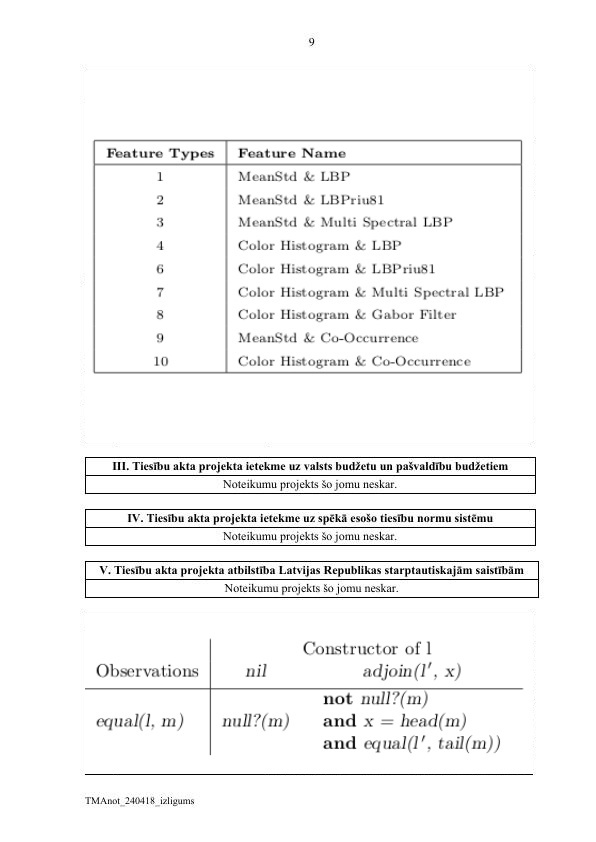 9
Feature Types Feature Name
1 MeanStd & LBP
2 MeanStd & LBPriu81
3 MeanStd & Multi Spectral LBP
4 Color Histogram & LBP
6 Color Histogram & LBPriu81
7 Color Histogram & Multi Spectral LBP
8 Color Histogram & Gabor Filter
9 MeanStd & Co-Occurrence
10 Color Histogram & Co-Occurrence
III. Tiesību akta projekta ietekme uz valsts budžetu un pašvaldību budžetiem
Noteikumu projekts šo jomu neskar.
IV. Tiesību akta projekta ietekme uz spēkā esošo tiesību normu sistēmu
Noteikumu projekts šo jomu neskar.
V. Tiesību akta projekta atbilstība Latvijas Republikas starptautiskajām saistībām
Noteikumu projekts šo jomu neskar.
Constructor of l
Observations nil adjoin(l′, x)
not null?(m)
equal(l, m) null?(m) and x = head(m)
and equal(l′, tail(m))
TMAnot_240418_izligums